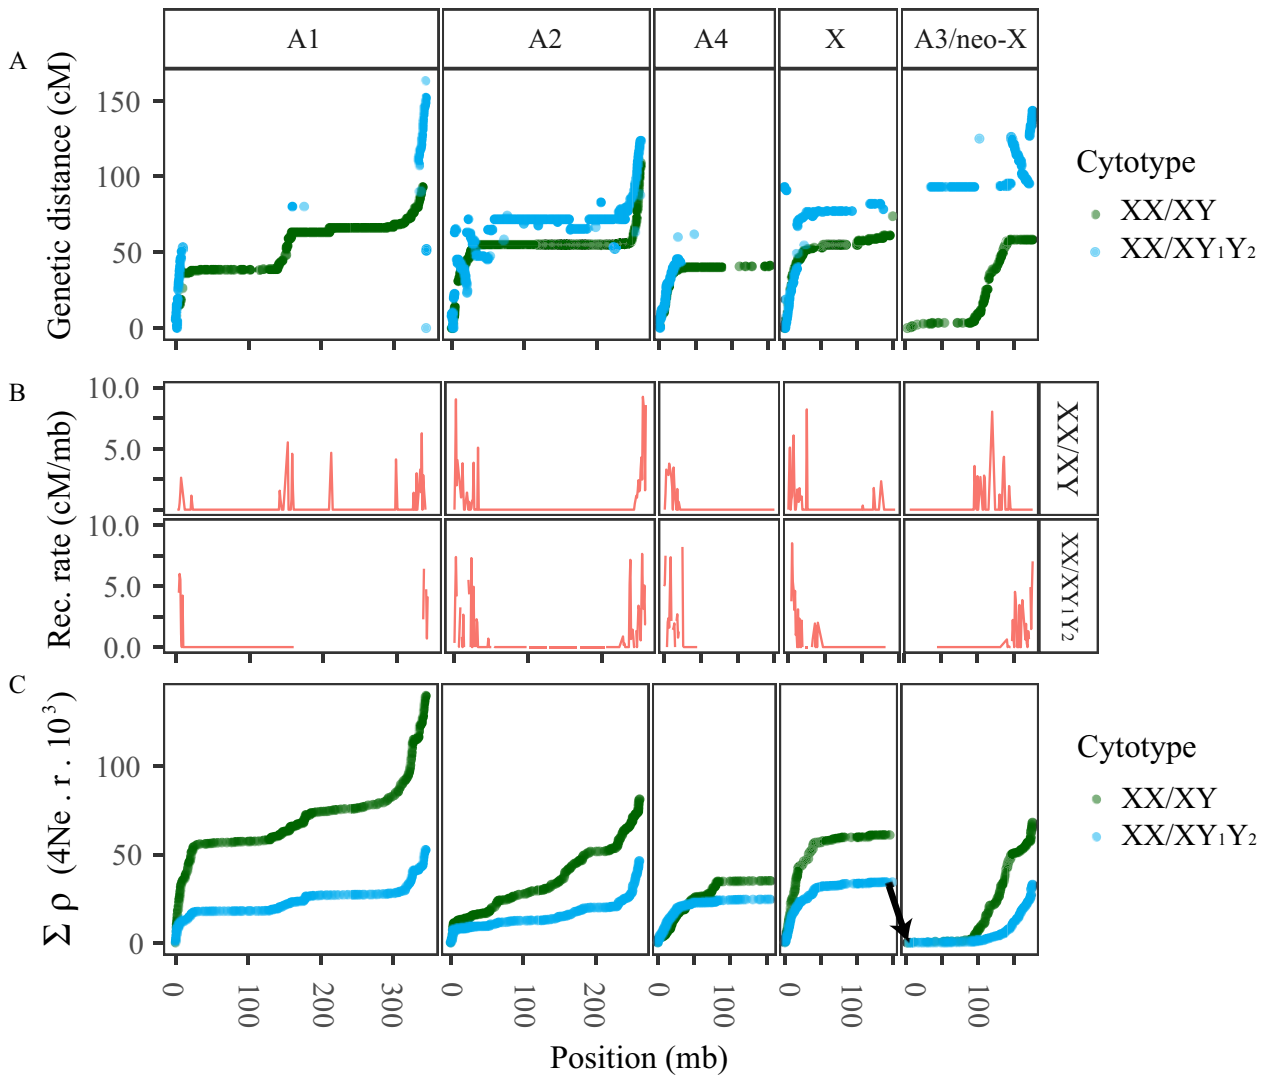 A1 A2 A4 X A3/neo-X
A
Genetic distance (cM)
150
100
50
0
Cytotype
XX/XY
XX/XY1Y2
B
Rec. rate (cM/mb)
10.0
5.0
10.0
5.0
0.0
XX/XY
XX/XY1Y2
C
Σ ρ (4Ne . r . 10³)
100
50
0
Cytotype
XX/XY
XX/XY1Y2
0 100 200 300 0 100 200 0 0 100 0 100
Position (mb)